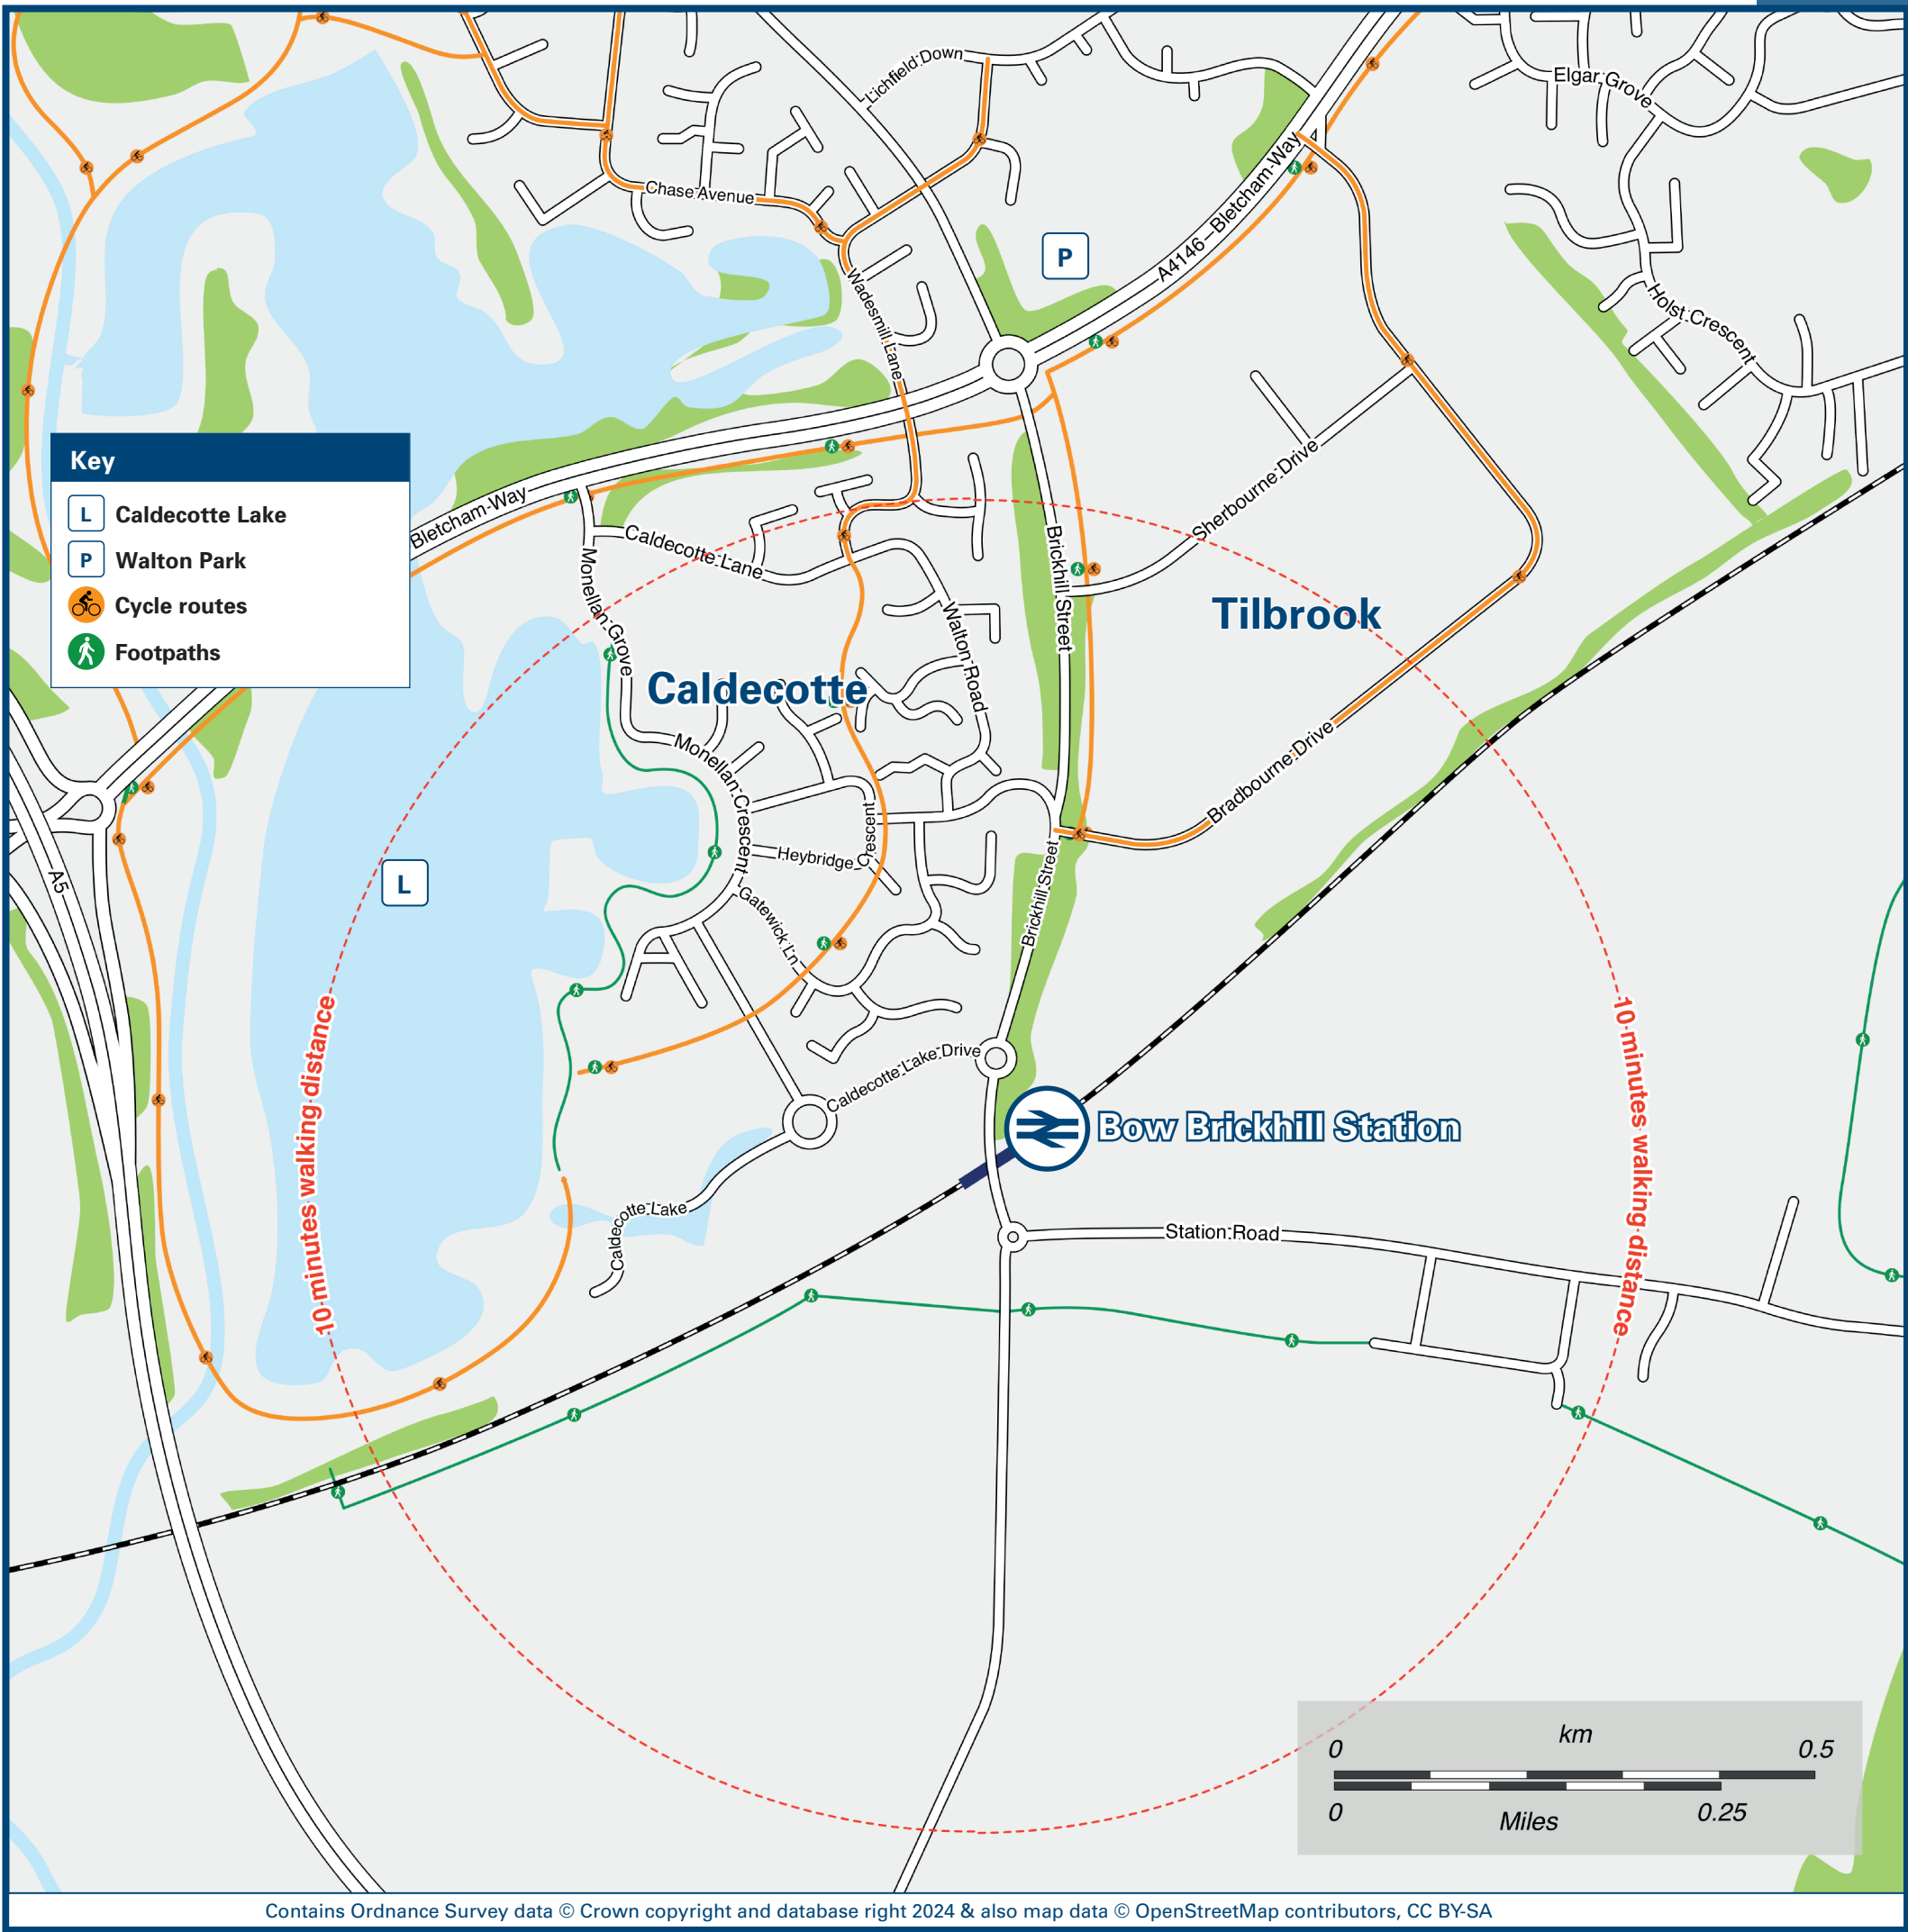 Lichfield Down
Elgar Grove
Chase Avenue
P
A4146 - Bletcham Way
Wadesmill Lane
Holst Crescent
Key
L Caldecotte Lake
P Walton Park
Cycle routes
Footpaths
Bletcham Way
Sherbourne Drive
Caldecotte Lane
Brickhill Street
Monellan Grove
Tilbrook
Walton Road
Caldecotte
Monellan Crescent
Bradbourne Drive
Heybridge Crescent
A5
L
Gatewick Ln
Brickhill Street
10 minutes walking distance
10 minutes walking distance
Caldecotte Lake Drive
Bow Brickhill Station
Caldecotte Lake
Station Road
km
0 0.5
0 0.25
Miles
Contains Ordnance Survey data © Crown copyright and database right 2024 & also map data © OpenStreetMap contributors, CC BY-SA